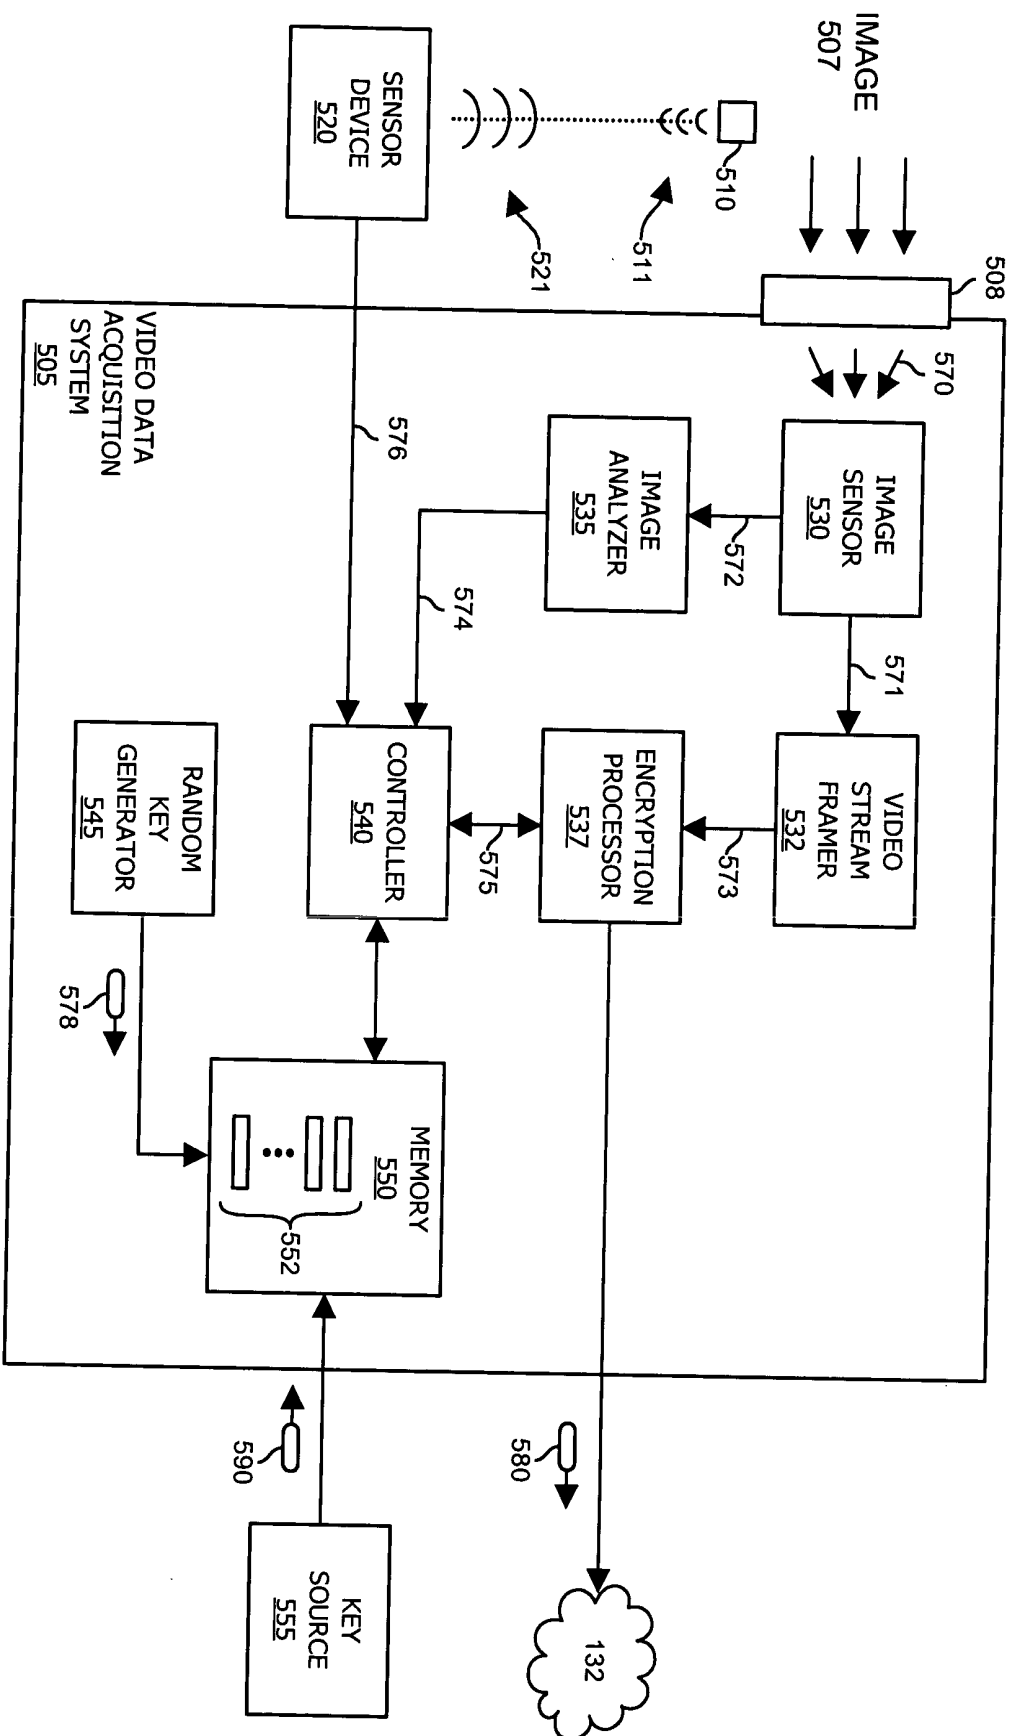 IMAGE
507
508
570
510
511
521
SENSOR
DEVICE
520
IMAGE
SENSOR
530
571
VIDEO
STREAM
FRAMER
532
572
573
IMAGE
ANALYZER
535
ENCRYPTION
PROCESSOR
537
574
575
576
CONTROLLER
540
MEMORY
550
552
RANDOM
KEY
GENERATOR
545
578
VIDEO DATA
ACQUISITION
SYSTEM
505
580
132
590
KEY
SOURCE
555